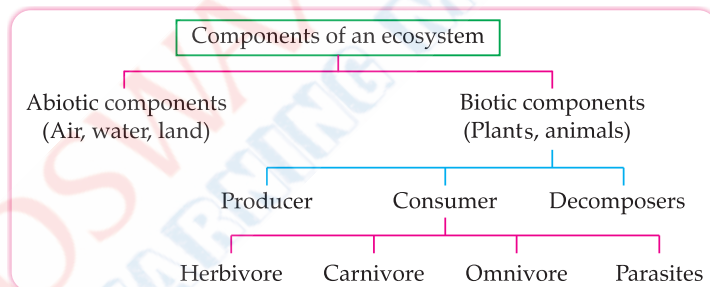 Components of an ecosystem
Abiotic components
(Air, water, land)
Biotic components
(Plants, animals)
Producer
Consumer
Decomposers
Herbivore
Carnivore
Omnivore
Parasites